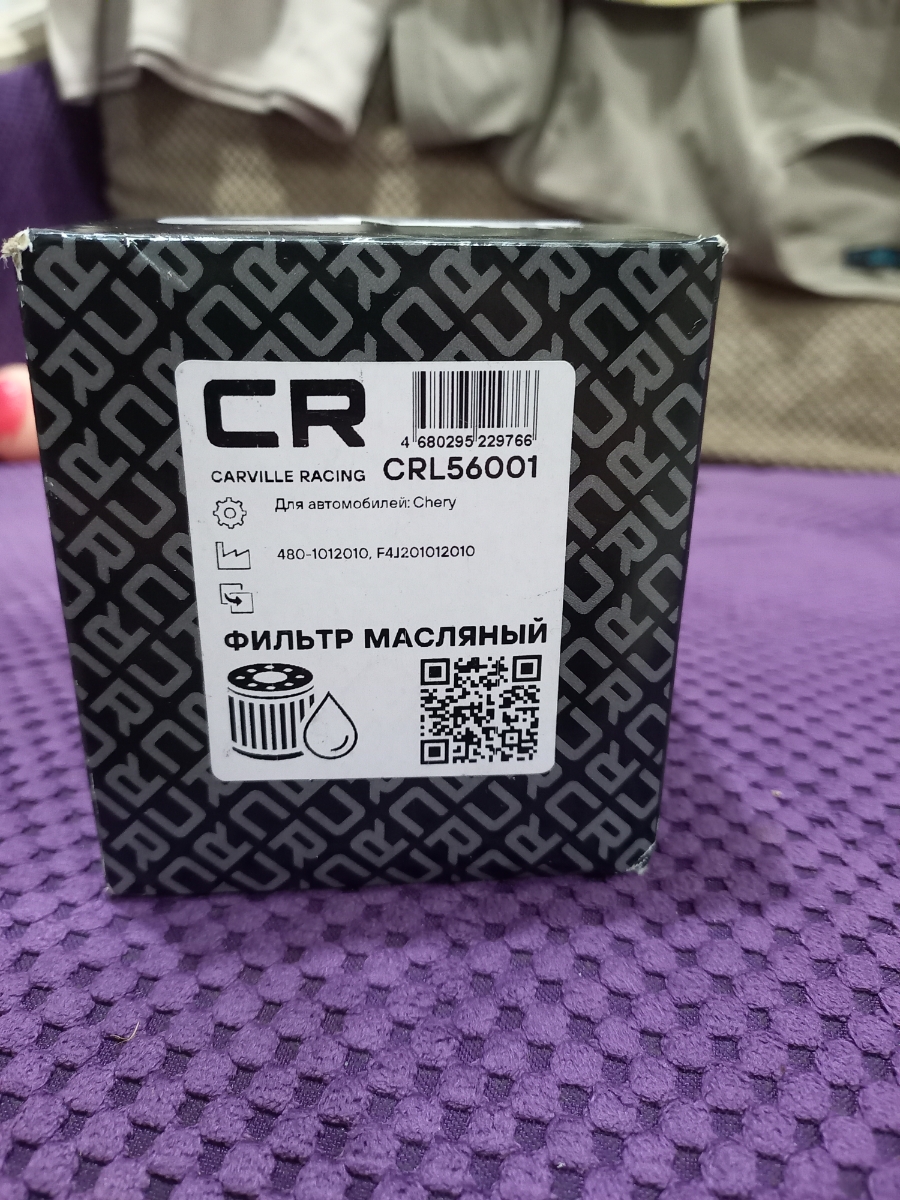 CR
4 680295 229766
CARVILLE RACING CRL56001
Для автомобилей: Chery
480-1012010, F4J201012010
ФИЛЬТР МАСЛЯНЫЙ